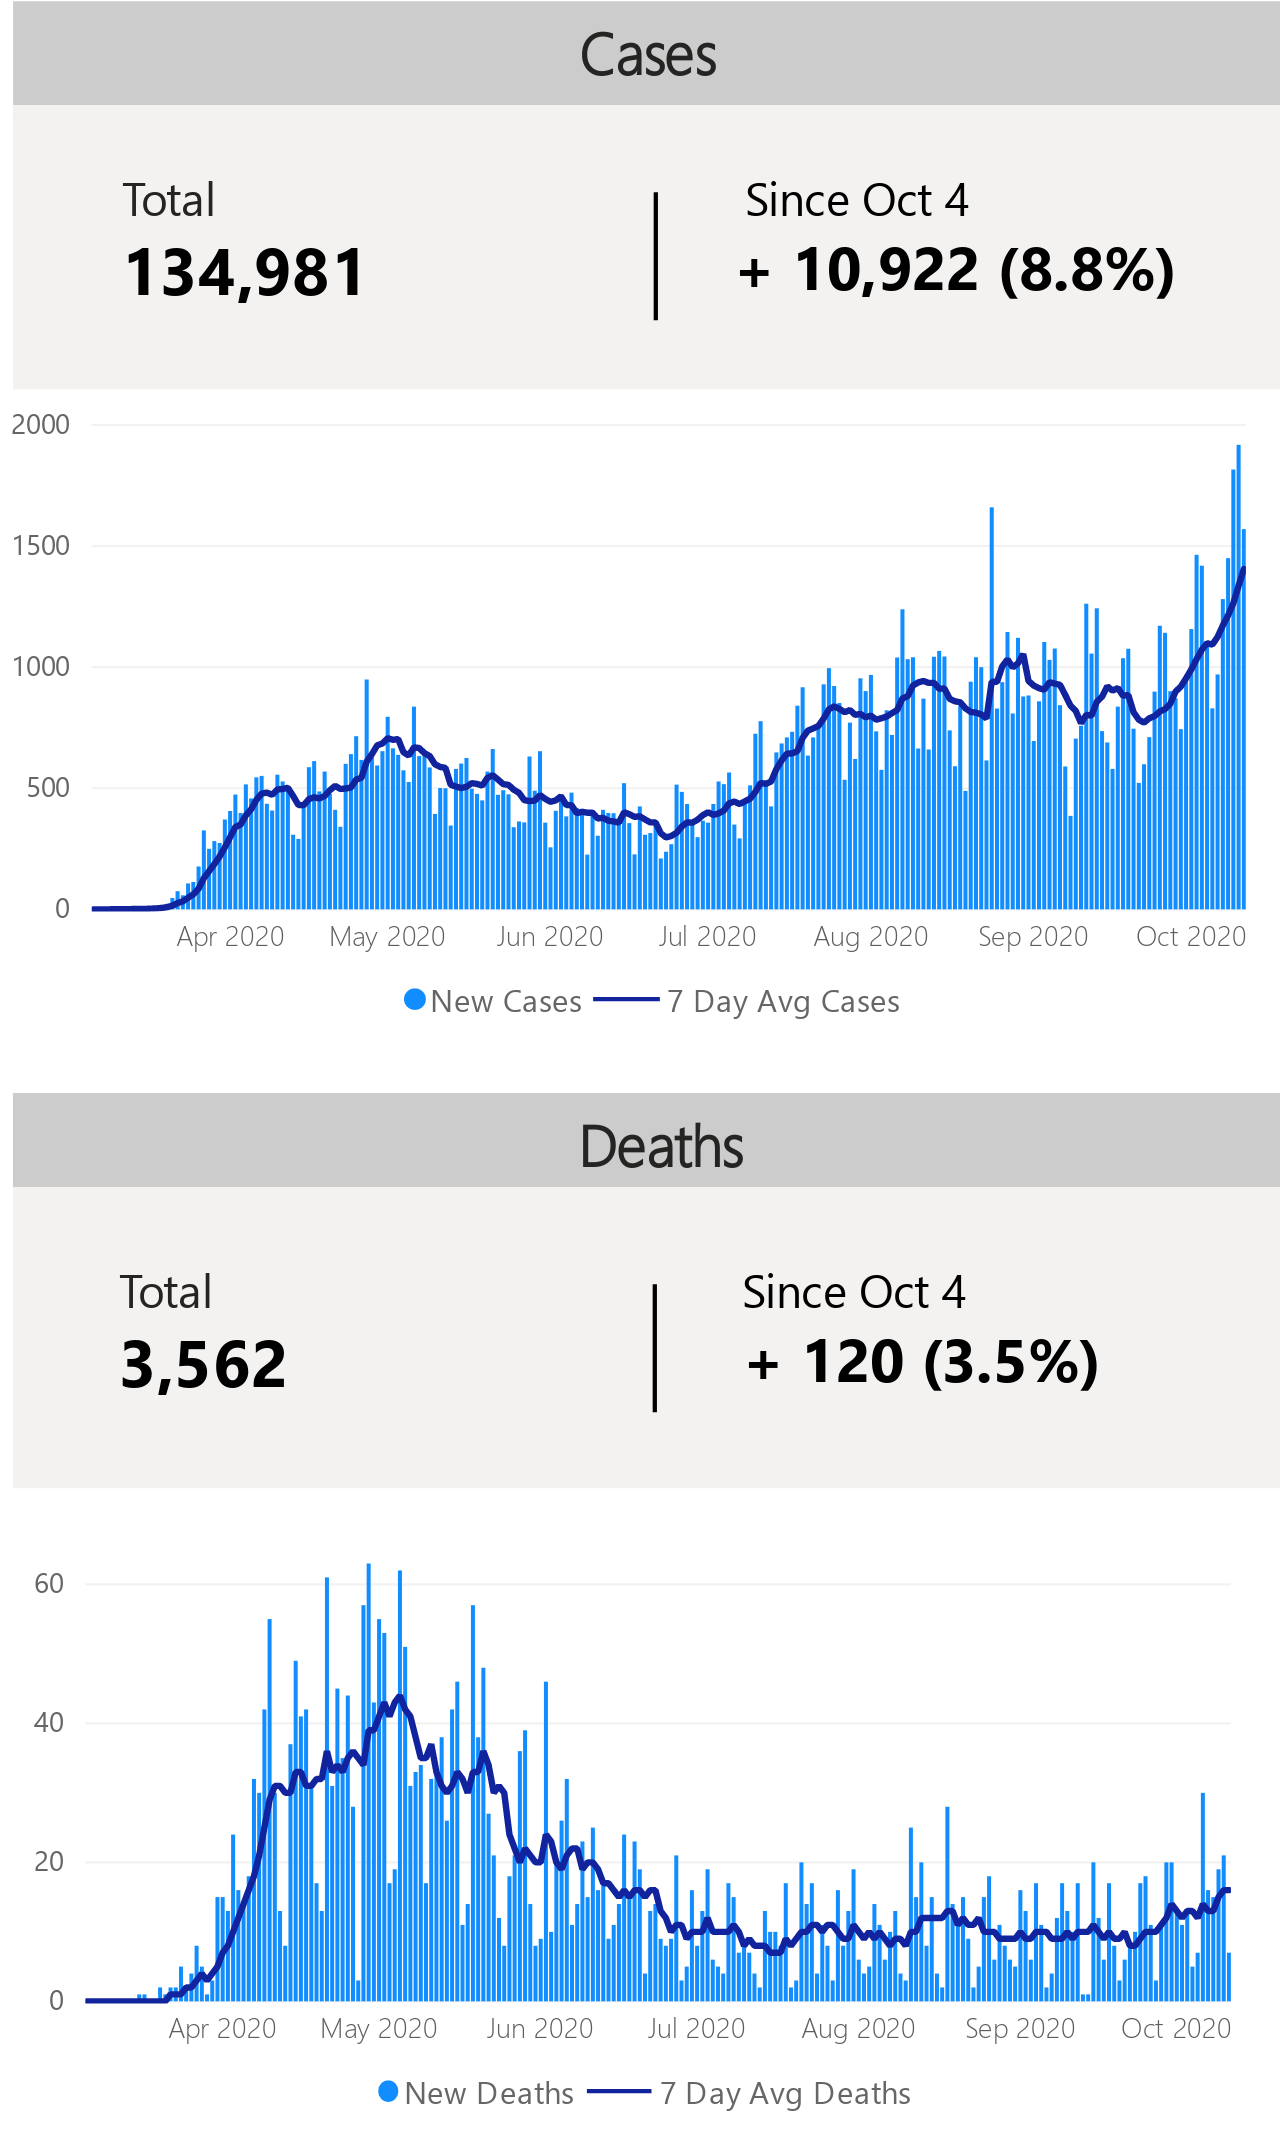 Cases
Total
Since Oct 4
134,981
+ 10,922 (8.8%)
2000
1500
1000
500
0
Apr 2020
May 2020
Jun 2020
Jul 2020
Aug 2020
Sep 2020
Oct 2020
New Cases
7 Day Avg Cases
Deaths
Total
Since Oct 4
3,562
+ 120 (3.5%)
60
40
20
0
Apr 2020
May 2020
Jun 2020
Jul 2020
Aug 2020
Sep 2020
Oct 2020
New Deaths
7 Day Avg Deaths